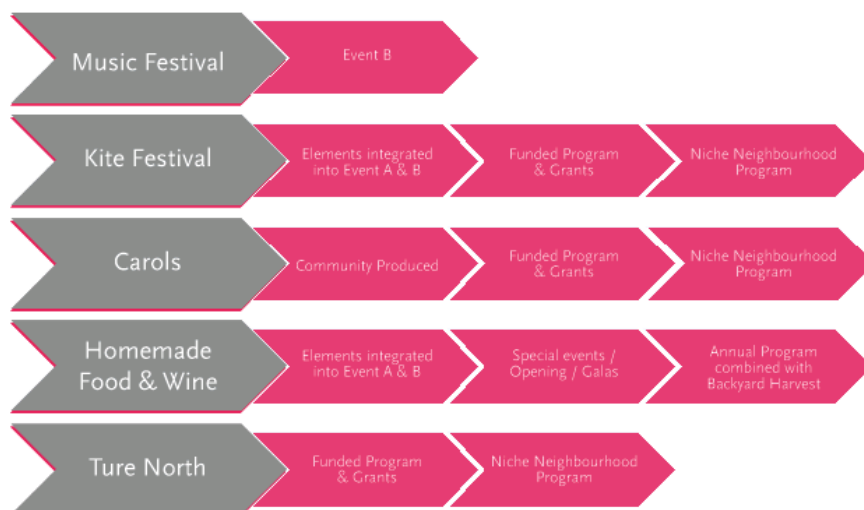 Music Festival
Event B
Kite Festival
Elements integrated
into Event A & B
Funded Program
& Grants
Niche Neighbourhood
Program
Carols
Community Produced
Funded Program
& Grants
Niche Neighbourhood
Program
Homemade
Food & Wine
Elements integrated
into Event A & B
Special events /
Opening / Galas
Annual Program
combined with
Backyard Harvest
Ture North
Funded Program
& Grants
Niche Neighbourhood
Program